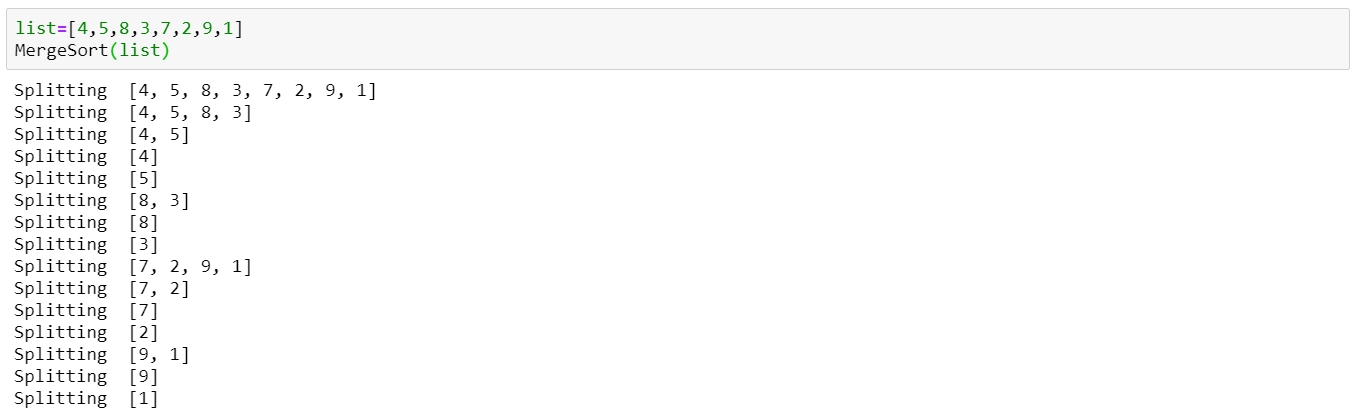 list=[4,5,8,3,7,2,9,1]
MergeSort(list)
Splitting  [4, 5, 8, 3, 7, 2, 9, 1]
Splitting  [4, 5, 8, 3]
Splitting  [4, 5]
Splitting  [4]
Splitting  [5]
Splitting  [8, 3]
Splitting  [8]
Splitting  [3]
Splitting  [7, 2, 9, 1]
Splitting  [7, 2]
Splitting  [7]
Splitting  [2]
Splitting  [9, 1]
Splitting  [9]
Splitting  [1]